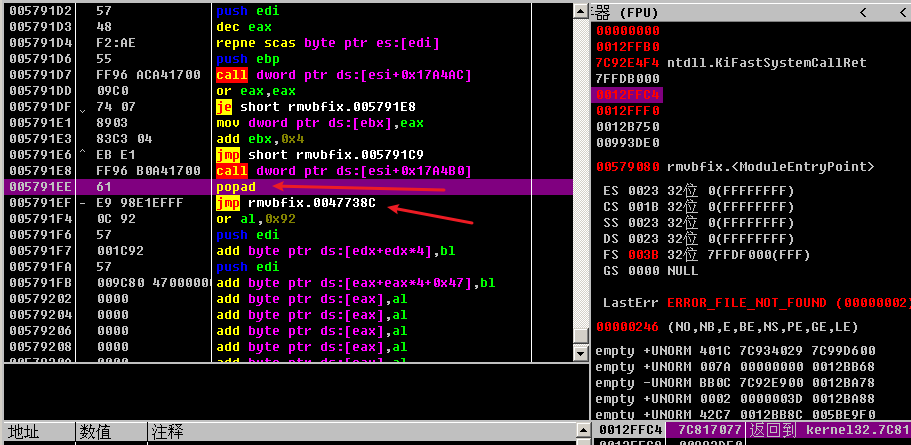 005791D2 57 push edi
005791D3 48 dec eax
005791D4 F2:AE repne scas byte ptr es:[edi]
005791D6 55 push ebp
005791D7 FF96 ACA41700 call dword ptr ds:[esi+0x17A4AC]
005791DD 09C0 or eax,eax
005791DF 74 07 je short rmvbfix.005791E8
005791E1 8903 mov dword ptr ds:[ebx],eax
005791E3 83C3 04 add ebx,0x4
005791E6 ^ EB E1 jmp short rmvbfix.005791C9
005791E8 FF96 B0A41700 call dword ptr ds:[esi+0x17A4B0]
005791EE 61 popad
005791EF - E9 98E1EFFF jmp rmvbfix.0047738C
005791F4 0C 92 or al,0x92
005791F6 57 push edi
005791F7 001C92 add byte ptr ds:[edx+edx*4],bl
005791FA 57 push edi
005791FB 009C80 47000000 add byte ptr ds:[eax+eax*4+0x47],bl
00579202 0000 add byte ptr ds:[eax],al
00579204 0000 add byte ptr ds:[eax],al
00579206 0000 add byte ptr ds:[eax],al
00579208 0000 add byte ptr ds:[eax],al
0057920A 0000 add byte ptr ds:[eax],al
器 (FPU) < <
00000000
0012FFB0
7C92E4F4 ntdll.KiFastSystemCallRet
7FFDB000
0012FFC4
0012FFF0
0012B750
00993DE0
00579080 rmvbfix.<ModuleEntryPoint>
ES 0023 32位 0(FFFFFFFF)
CS 001B 32位 0(FFFFFFFF)
SS 0023 32位 0(FFFFFFFF)
DS 0023 32位 0(FFFFFFFF)
FS 003B 32位 7FFDF000(FFF)
GS 0000 NULL
LastErr ERROR_FILE_NOT_FOUND (00000002)
00000246 (NO,NB,E,BE,NS,PE,GE,LE)
empty +UNORM 401C 7C934029 7C99D600
empty +UNORM 007A 00000000 0012BB68
empty -UNORM BB0C 7C92E900 0012BA78
empty +UNORM 0002 0000003D 0012BA88
empty +UNORM 42C7 0012BB8C 005BE9F0
地址 数值 注释
0012FFC4 7C817077 返回到 kernel32.7C81